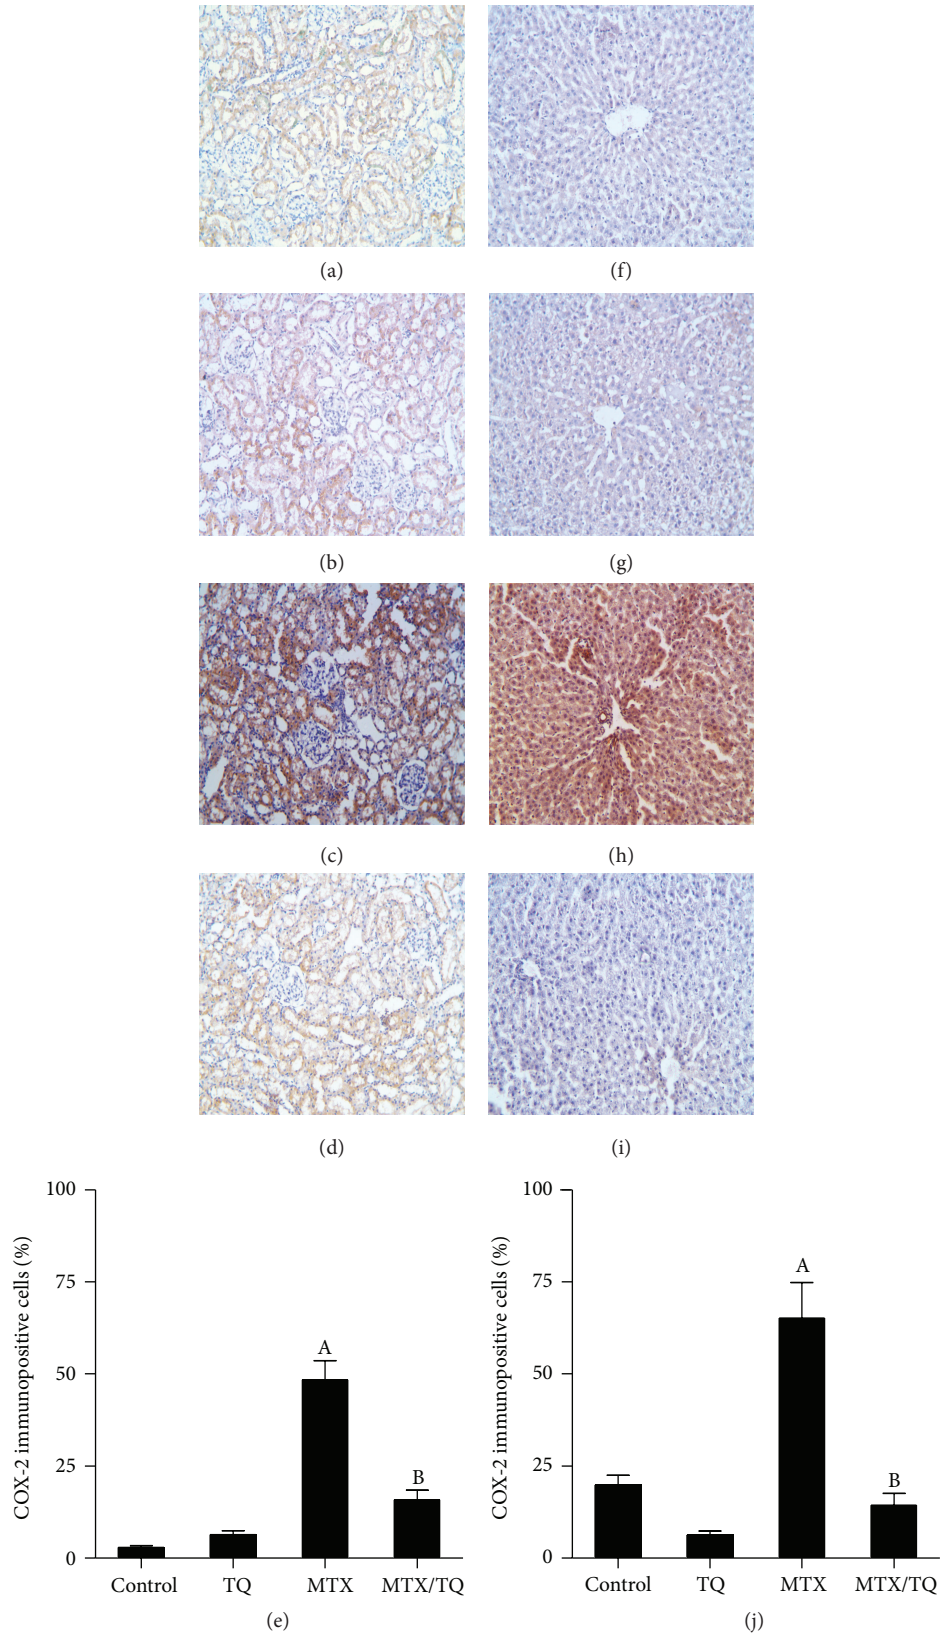 (a)
(f)
(b)
(g)
(c)
(h)
(d)
(i)
COX-2 immunopositive cells (%)
100
75
50
25
0
A
B
Control TQ MTX MTX/TQ
(e)
COX-2 immunopositive cells (%)
100
75
50
25
0
A
B
Control TQ MTX MTX/TQ
(j)